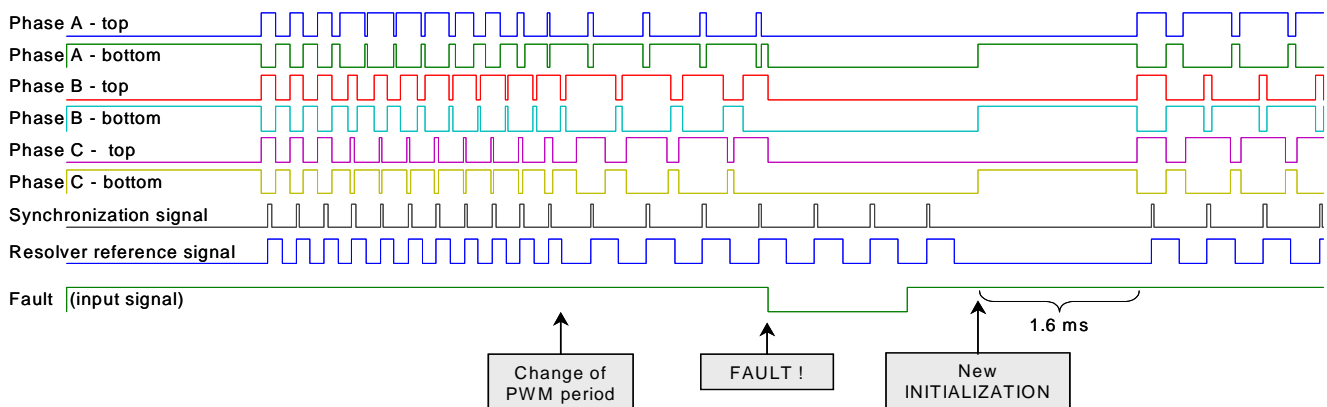 Phase A - top
Phase A - bottom
Phase B - top
Phase B - bottom
Phase C - top
Phase C - bottom
Synchronization signal
Resolver reference signal
Fault (input signal)
1.6 ms
Change of
PWM period
FAULT !
New
INITIALIZATION